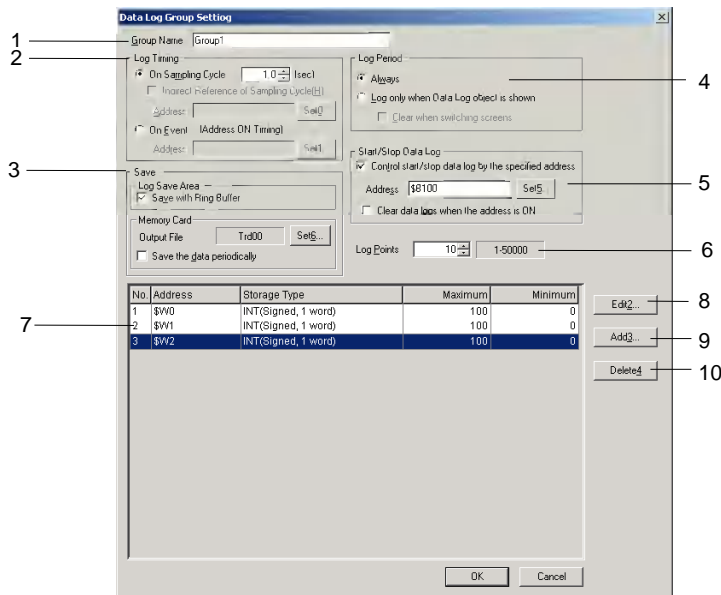 Data Log Group Settiog
1
Group Name Group1
2
Log Timing
On Sampling Cycle 1.0 (sec)
Indirect Reference of Sampling Cycle(H)
Address Set0
On Event (Address ON Timing)
Address Set1
Log Period
Always
4
Log only when Data Log object is shown
Clear when switching screens
3
Save
Log Save Area
Save with Ring Buffer
Memory Card
Output File Trd00 Set6...
Save the data periodically
Start/Stop Data Log
Control start/stop data log by the specified address
Address $B100 Set5...
5
Clear data logs when the address is ON
Log Points 10 1-50000
6
7
No. Address Storage Type Maximum Minimum
1 $W0 INT(Signed, 1 word) 100 0
2 $W1 INT(Signed, 1 word) 100 0
3 $W2 INT(Signed, 1 word) 100 0
Edit2...
8
Add3...
9
Delete4
10
OK Cancel